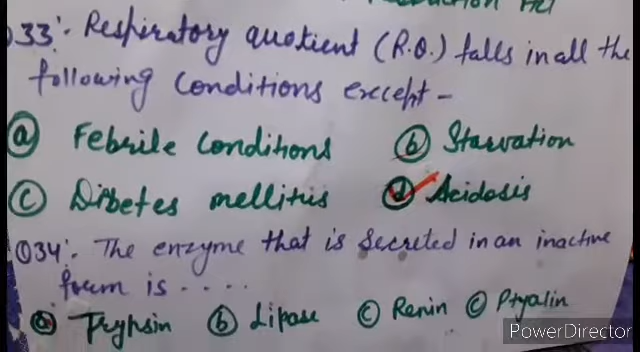 Q33:- Respiratory quotient (R.Q.) falls in all the
following Conditions except -
(a) Febrile Conditions (b) Starvation
(c) Dibetes mellitus (d) Acidosis
Q34:- The enzyme that is secreted in an inactive
form is .....
(a) Trypsin (b) Lipase (c) Renin (c) Ptyalin
PowerDirector